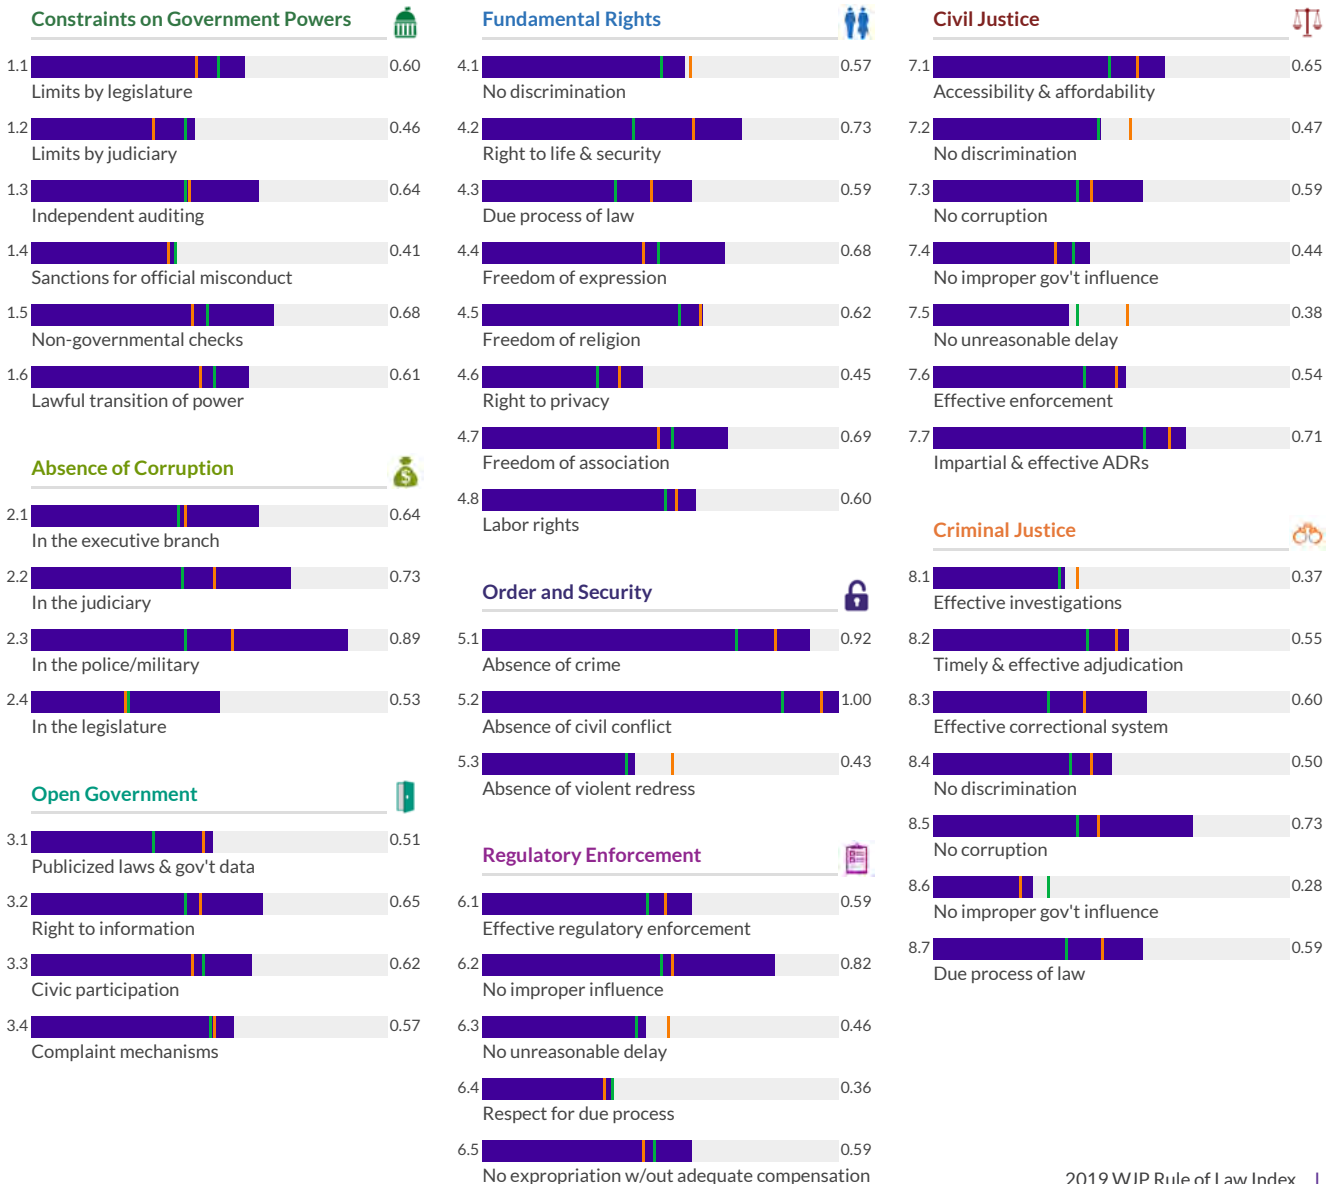 Constraints on Government Powers
1.1 0.60
Limits by legislature
1.2 0.46
Limits by judiciary
1.3 0.64
Independent auditing
1.4 0.41
Sanctions for official misconduct
1.5 0.68
Non-governmental checks
1.6 0.61
Lawful transition of power
Absence of Corruption
2.1 0.64
In the executive branch
2.2 0.73
In the judiciary
2.3 0.89
In the police/military
2.4 0.53
In the legislature
Open Government
3.1 0.51
Publicized laws & gov't data
3.2 0.65
Right to information
3.3 0.62
Civic participation
3.4 0.57
Complaint mechanisms
Fundamental Rights
4.1 0.57
No discrimination
4.2 0.73
Right to life & security
4.3 0.59
Due process of law
4.4 0.68
Freedom of expression
4.5 0.62
Freedom of religion
4.6 0.45
Right to privacy
4.7 0.69
Freedom of association
4.8 0.60
Labor rights
Order and Security
5.1 0.92
Absence of crime
5.2 1.00
Absence of civil conflict
5.3 0.43
Absence of violent redress
Regulatory Enforcement
6.1 0.59
Effective regulatory enforcement
6.2 0.82
No improper influence
6.3 0.46
No unreasonable delay
6.4 0.36
Respect for due process
6.5 0.59
No expropriation w/out adequate compensation
Civil Justice
7.1 0.65
Accessibility & affordability
7.2 0.47
No discrimination
7.3 0.59
No corruption
7.4 0.44
No improper gov't influence
7.5 0.38
No unreasonable delay
7.6 0.54
Effective enforcement
7.7 0.71
Impartial & effective ADRs
Criminal Justice
8.1 0.37
Effective investigations
8.2 0.55
Timely & effective adjudication
8.3 0.60
Effective correctional system
8.4 0.50
No discrimination
8.5 0.73
No corruption
8.6 0.28
No improper gov't influence
8.7 0.59
Due process of law
2019 WJP Rule of Law Index |